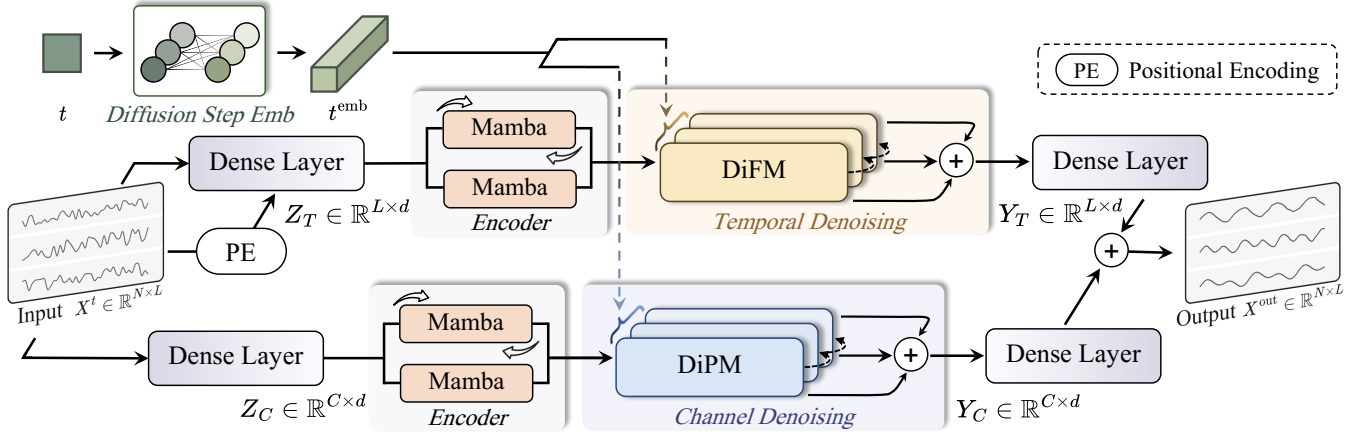 PE Positional Encoding
t
Diffusion Step Emb
t^emb
Dense Layer
Mamba
Mamba
Encoder
DiFM
Temporal Denoising
+
Dense Layer
Z_T ∈ ℝ^{L×d}
Y_T ∈ ℝ^{L×d}
PE
Input X^t ∈ ℝ^{N×L}
+
Output X^out ∈ ℝ^{N×L}
Dense Layer
Mamba
Mamba
Encoder
DiPM
Channel Denoising
+
Dense Layer
Z_C ∈ ℝ^{C×d}
Y_C ∈ ℝ^{C×d}